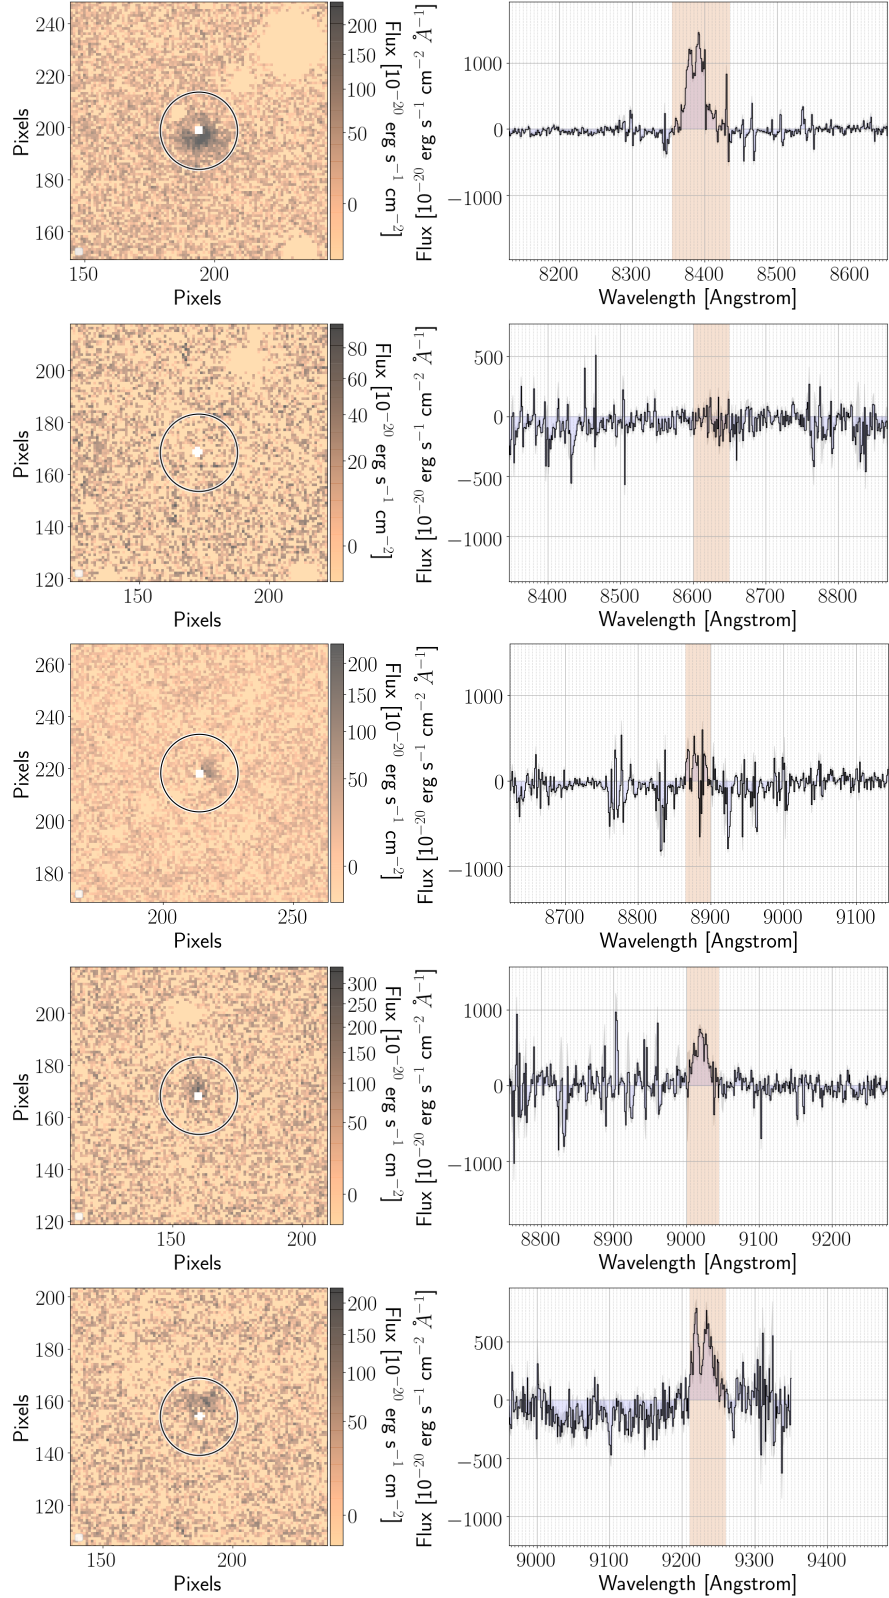 240
220
200
180
160
Pixels
150 200
Pixels
200
150
100
50
0
Flux [10⁻²⁰ erg s⁻¹ cm⁻²]
1000
0
−1000
Flux [10⁻²⁰ erg s⁻¹ cm⁻² Å⁻¹]
8200 8300 8400 8500 8600
Wavelength [Angstrom]
200
180
160
140
120
Pixels
150 200
Pixels
80
60
40
20
0
Flux [10⁻²⁰ erg s⁻¹ cm⁻²]
500
0
−500
−1000
Flux [10⁻²⁰ erg s⁻¹ cm⁻² Å⁻¹]
8400 8500 8600 8700 8800
Wavelength [Angstrom]
260
240
220
200
180
Pixels
200 250
Pixels
200
150
100
50
0
Flux [10⁻²⁰ erg s⁻¹ cm⁻²]
1000
0
−1000
Flux [10⁻²⁰ erg s⁻¹ cm⁻² Å⁻¹]
8700 8800 8900 9000 9100
Wavelength [Angstrom]
200
180
160
140
120
Pixels
150 200
Pixels
300
250
200
150
100
50
0
Flux [10⁻²⁰ erg s⁻¹ cm⁻²]
1000
0
−1000
Flux [10⁻²⁰ erg s⁻¹ cm⁻² Å⁻¹]
8800 8900 9000 9100 9200
Wavelength [Angstrom]
200
180
160
140
120
Pixels
150 200
Pixels
200
150
100
50
0
Flux [10⁻²⁰ erg s⁻¹ cm⁻²]
500
0
−500
−1000
Flux [10⁻²⁰ erg s⁻¹ cm⁻² Å⁻¹]
9000 9100 9200 9300 9400
Wavelength [Angstrom]